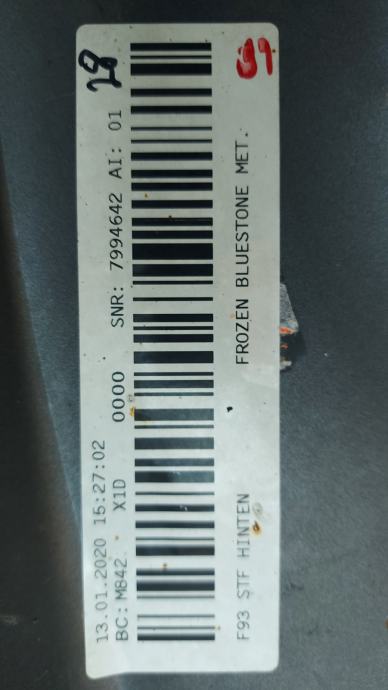 13.01.2020 15:27:02
BC: M842 X1D 0000 SNR: 7994642 AI: 01
F93 STF HINTEN FROZEN BLUESTONE MET.
28